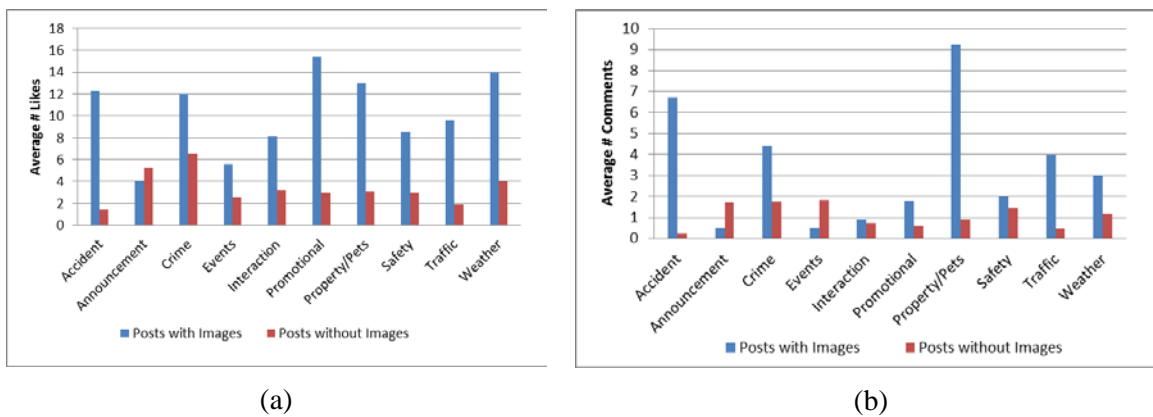 18
16
14
12
10
8
6
4
2
0
Average # Likes
Accident
Announcement
Crime
Events
Interaction
Promotional
Property/Pets
Safety
Traffic
Weather
Posts with Images
Posts without Images
(a)
10
9
8
7
6
5
4
3
2
1
0
Average # Comments
Accident
Announcement
Crime
Events
Interaction
Promotional
Property/Pets
Safety
Traffic
Weather
Posts with Images
Posts without Images
(b)